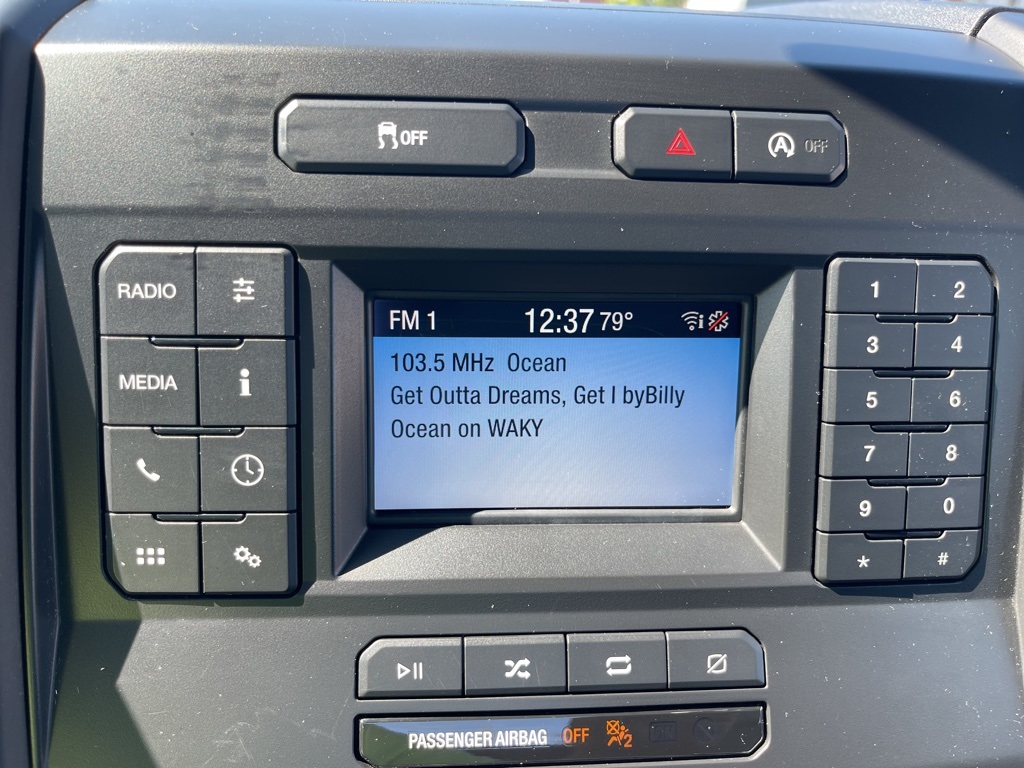 OFF
A OFF
RADIO
MEDIA
i
FM 1 12:37 79° i
103.5 MHz Ocean
Get Outta Dreams, Get I byBilly
Ocean on WAKY
1 2
3 4
5 6
7 8
9 0
* #
PASSENGER AIRBAG OFF 2